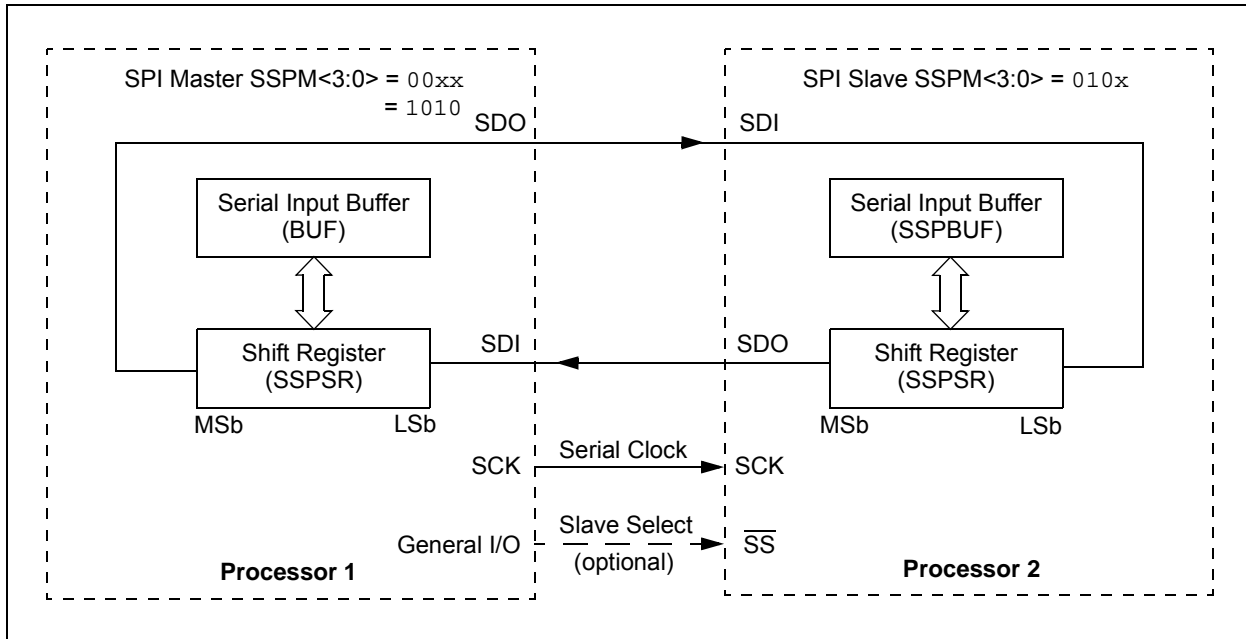 SPI Master SSPM<3:0> = 00xx
= 1010
SDO
Serial Input Buffer
(BUF)
Shift Register
(SSPSR)
MSb
LSb
SDI
SCK
General I/O
Processor 1
Serial Clock
Slave Select
(optional)
SPI Slave SSPM<3:0> = 010x
SDI
Serial Input Buffer
(SSPBUF)
SDO
Shift Register
(SSPSR)
MSb
LSb
SCK
SS
Processor 2